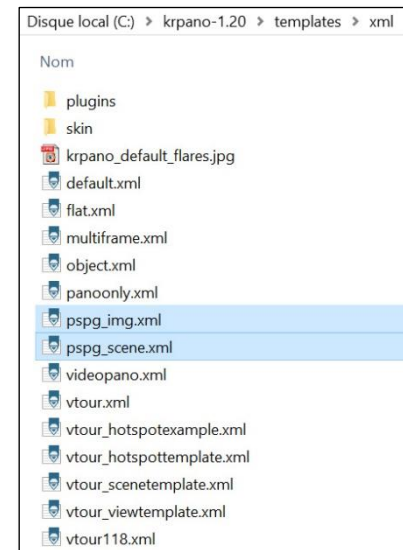 Disque local (C:) > krpano-1.20 > templates > xml
Nom
plugins
skin
krpano_default_flares.jpg
default.xml
flat.xml
multiframe.xml
object.xml
panoonly.xml
pspg_img.xml
pspg_scene.xml
videopano.xml
vtour.xml
vtour_hotspotexample.xml
vtour_hotspottemplate.xml
vtour_scenetemplate.xml
vtour_viewtemplate.xml
vtour118.xml